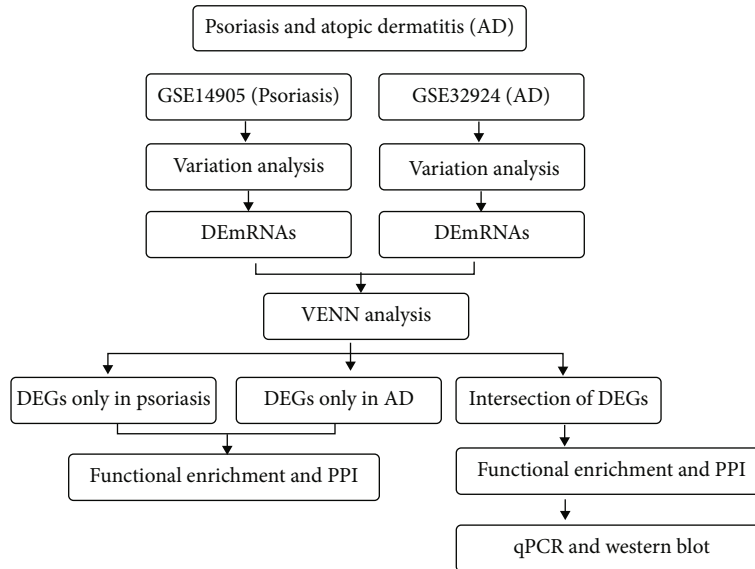 Psoriasis and atopic dermatitis (AD)
GSE14905 (Psoriasis)
GSE32924 (AD)
Variation analysis
Variation analysis
DEmRNAs
DEmRNAs
VENN analysis
DEGs only in psoriasis
DEGs only in AD
Intersection of DEGs
Functional enrichment and PPI
Functional enrichment and PPI
qPCR and western blot